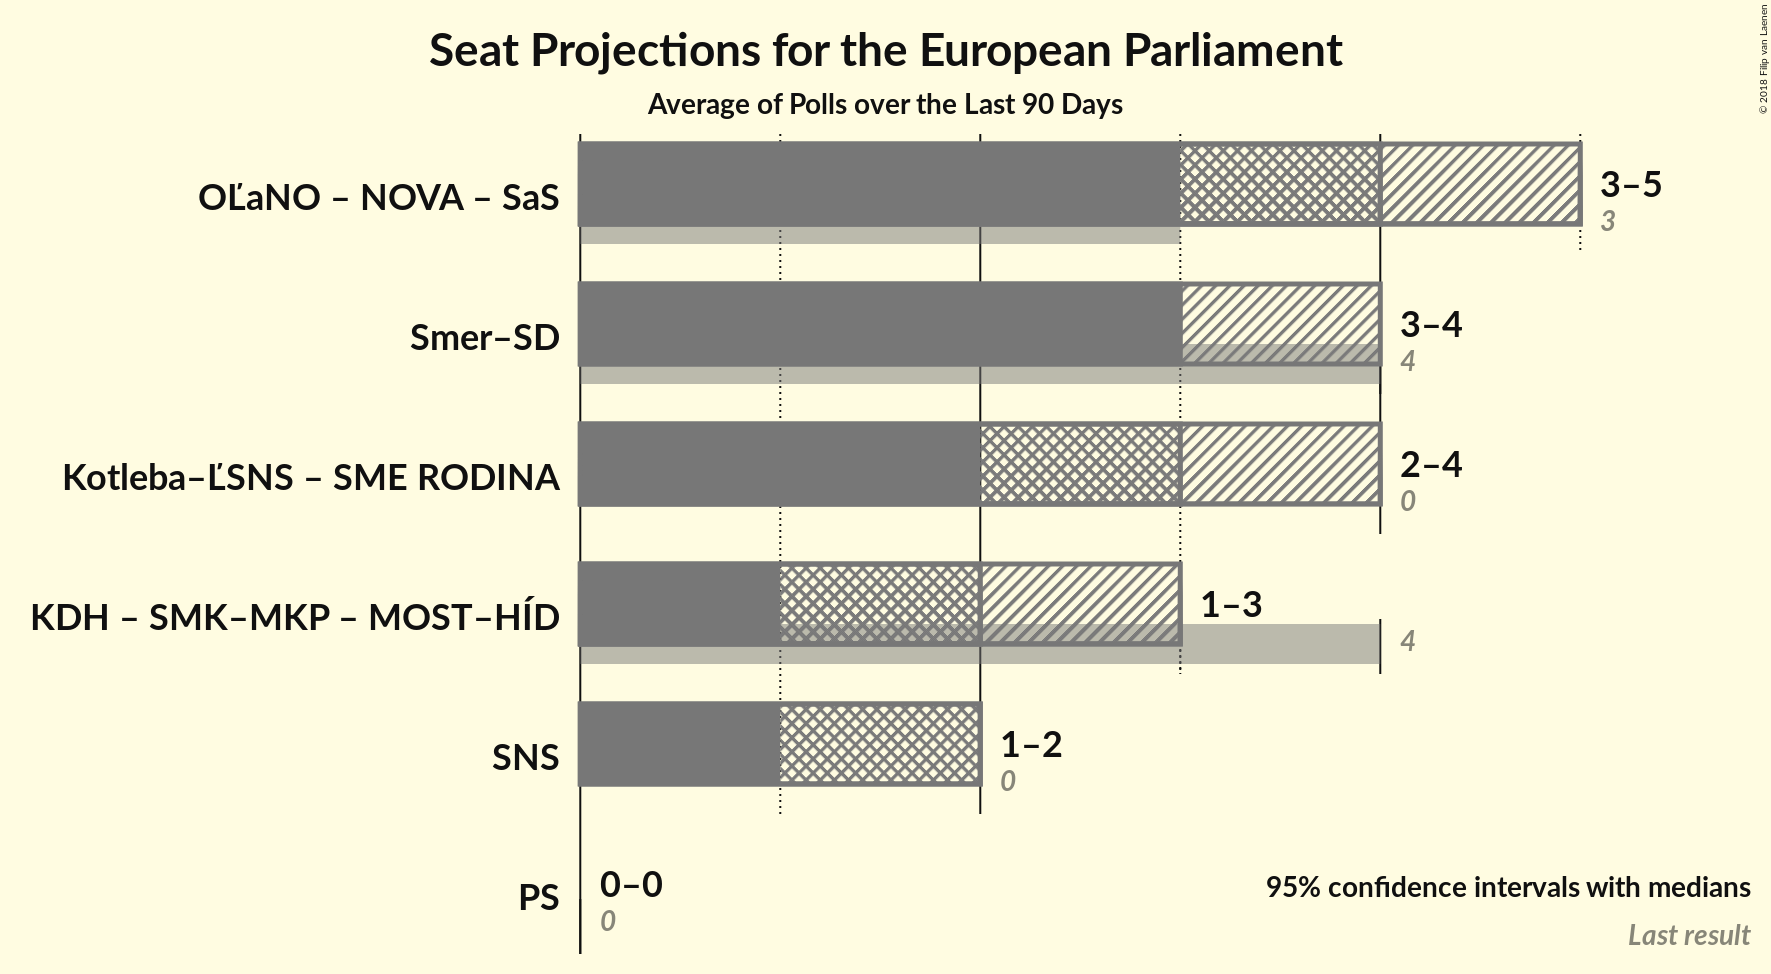 Seat Projections for the European Parliament
Average of Polls over the Last 90 Days
© 2018 Filip van Laenen
OĽaNO – NOVA – SaS
3–5
3
Smer–SD
3–4
4
Kotleba–ĽSNS – SME RODINA
2–4
0
KDH – SMK–MKP – MOST–HÍD
1–3
4
SNS
1–2
0
PS
0–0
0
95% confidence intervals with medians
Last result